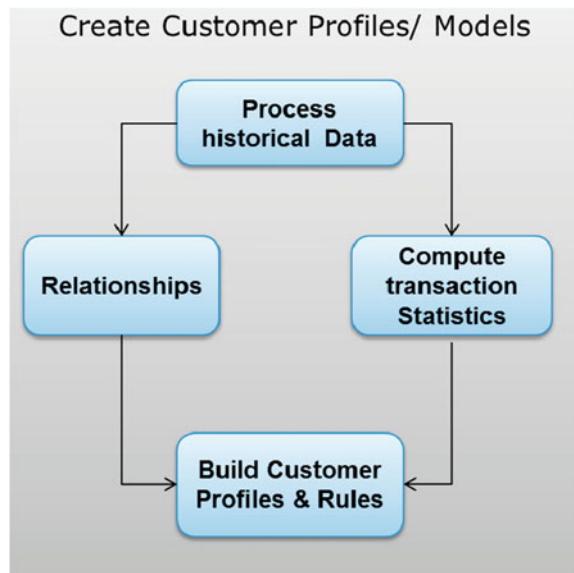 Create Customer Profiles/ Models
Process
historical Data
Relationships
Compute
transaction
Statistics
Build Customer
Profiles & Rules